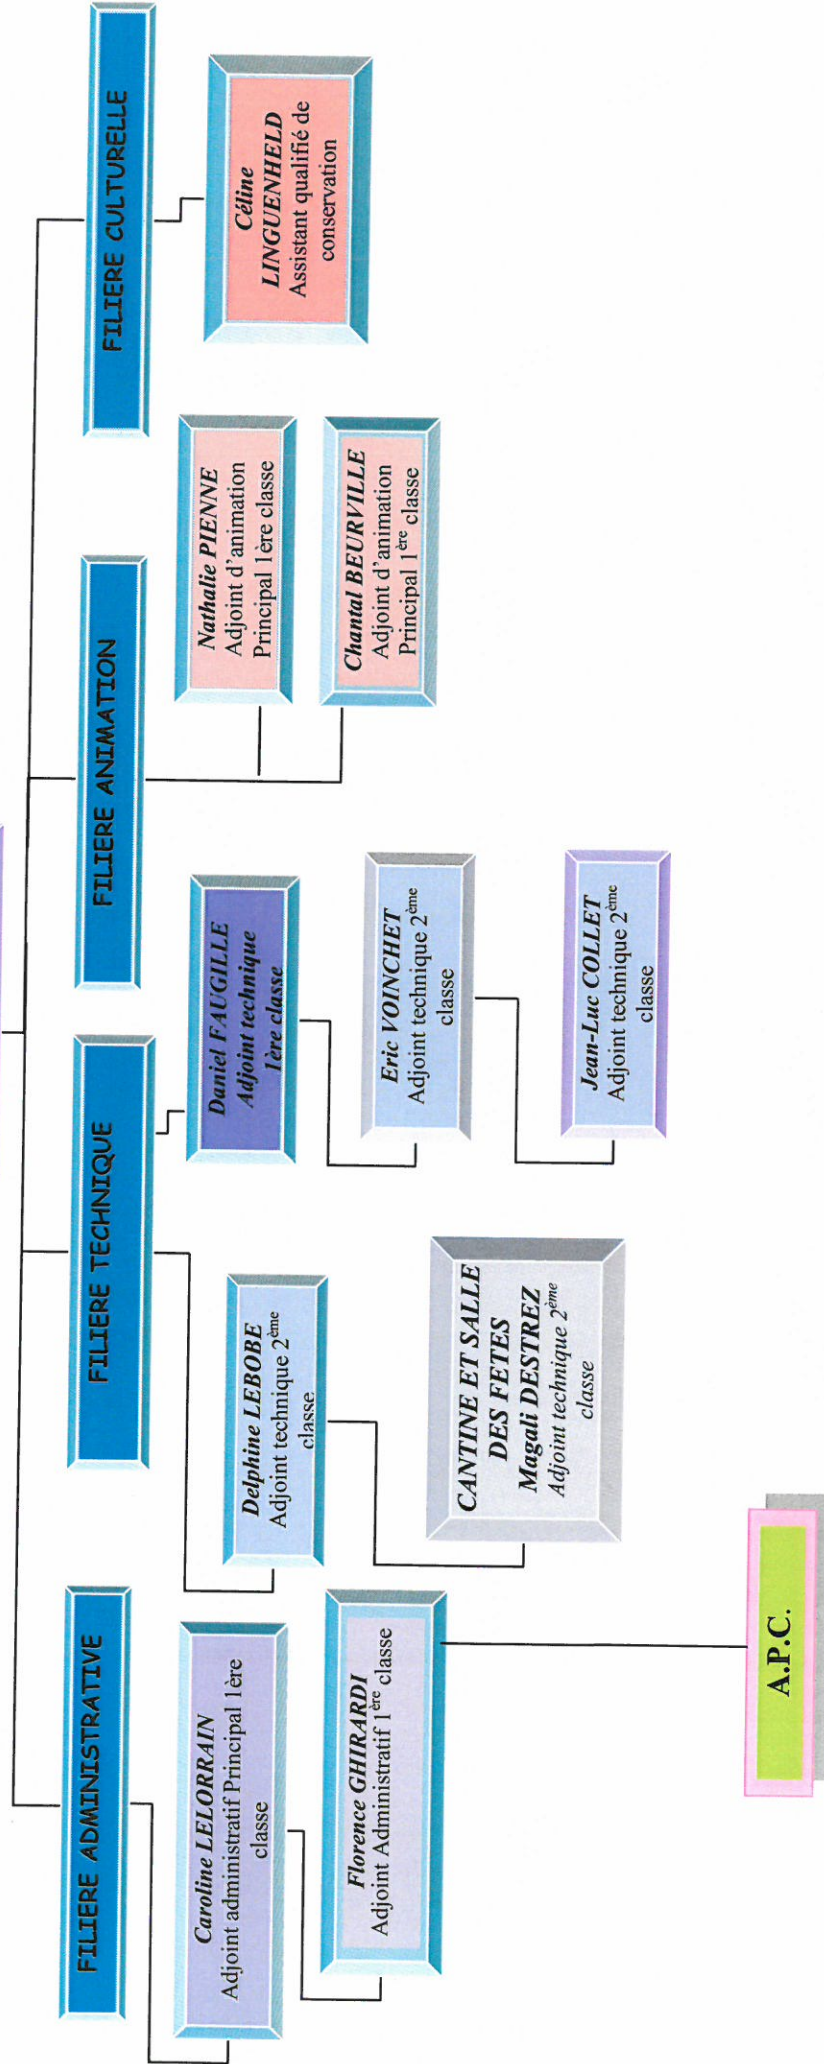 FILIERE ADMINISTRATIVE
Caroline LELORRAIN
Adjoint administratif Principal 1ère
classe
Florence GHIRARDI
Adjoint Administratif 1ère classe
A.P.C.
FILIERE TECHNIQUE
Delphine LEBOBE
Adjoint technique 2ème
classe
CANTINE ET SALLE
DES FETES
Magali DESTREZ
Adjoint technique 2ème
classe
Daniel FAUGILLE
Adjoint technique
1ère classe
Eric VOINCHET
Adjoint technique 2ème
classe
Jean-Luc COLLET
Adjoint technique 2ème
classe
FILIERE ANIMATION
Nathalie PIENNE
Adjoint d'animation
Principal 1ère classe
Chantal BEURVILLE
Adjoint d'animation
Principal 1ère classe
FILIERE CULTURELLE
Céline
LINGUENHELD
Assistant qualifié de
conservation